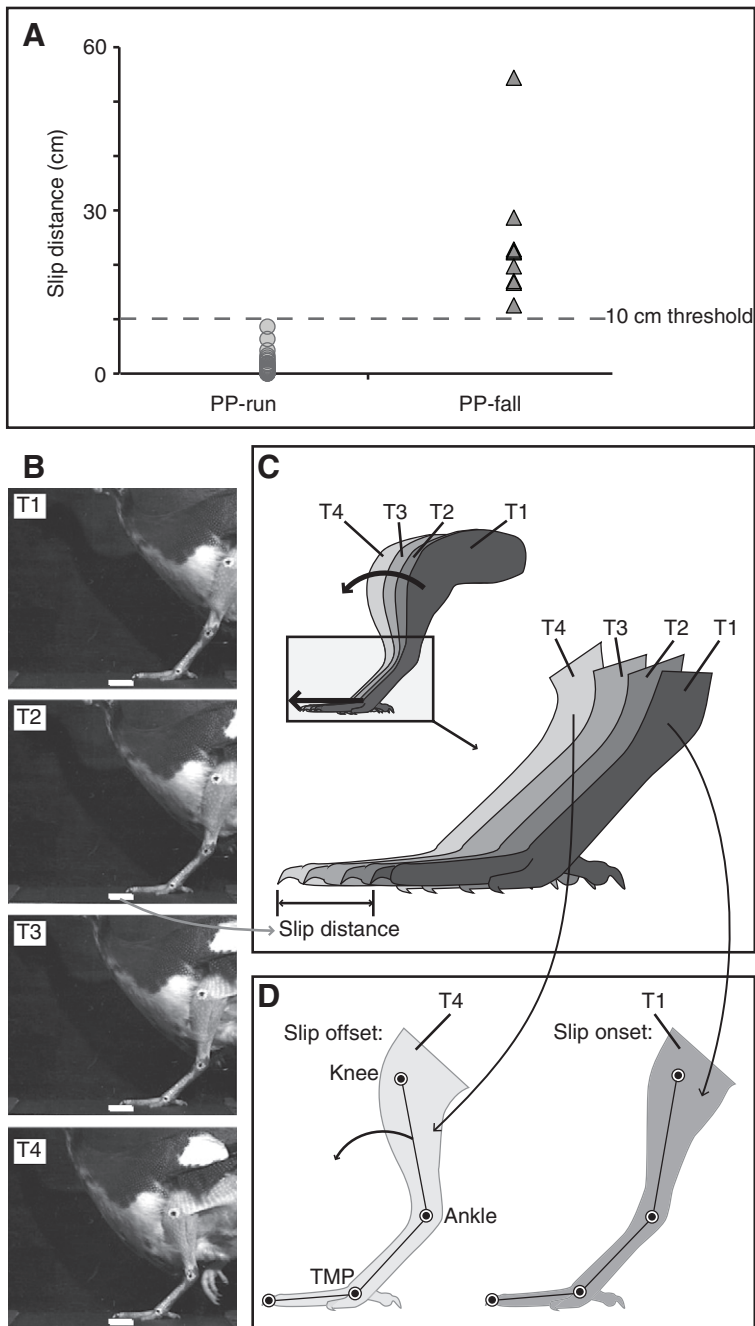 A
60
Slip distance (cm)
30
10 cm threshold
0
PP-run
PP-fall
B
T1
T2
T3
T4
C
T4
T3
T2
T1
T4
T3
T2
T1
Slip distance
D
T4
T1
Slip offset:
Slip onset:
Knee
Ankle
TMP